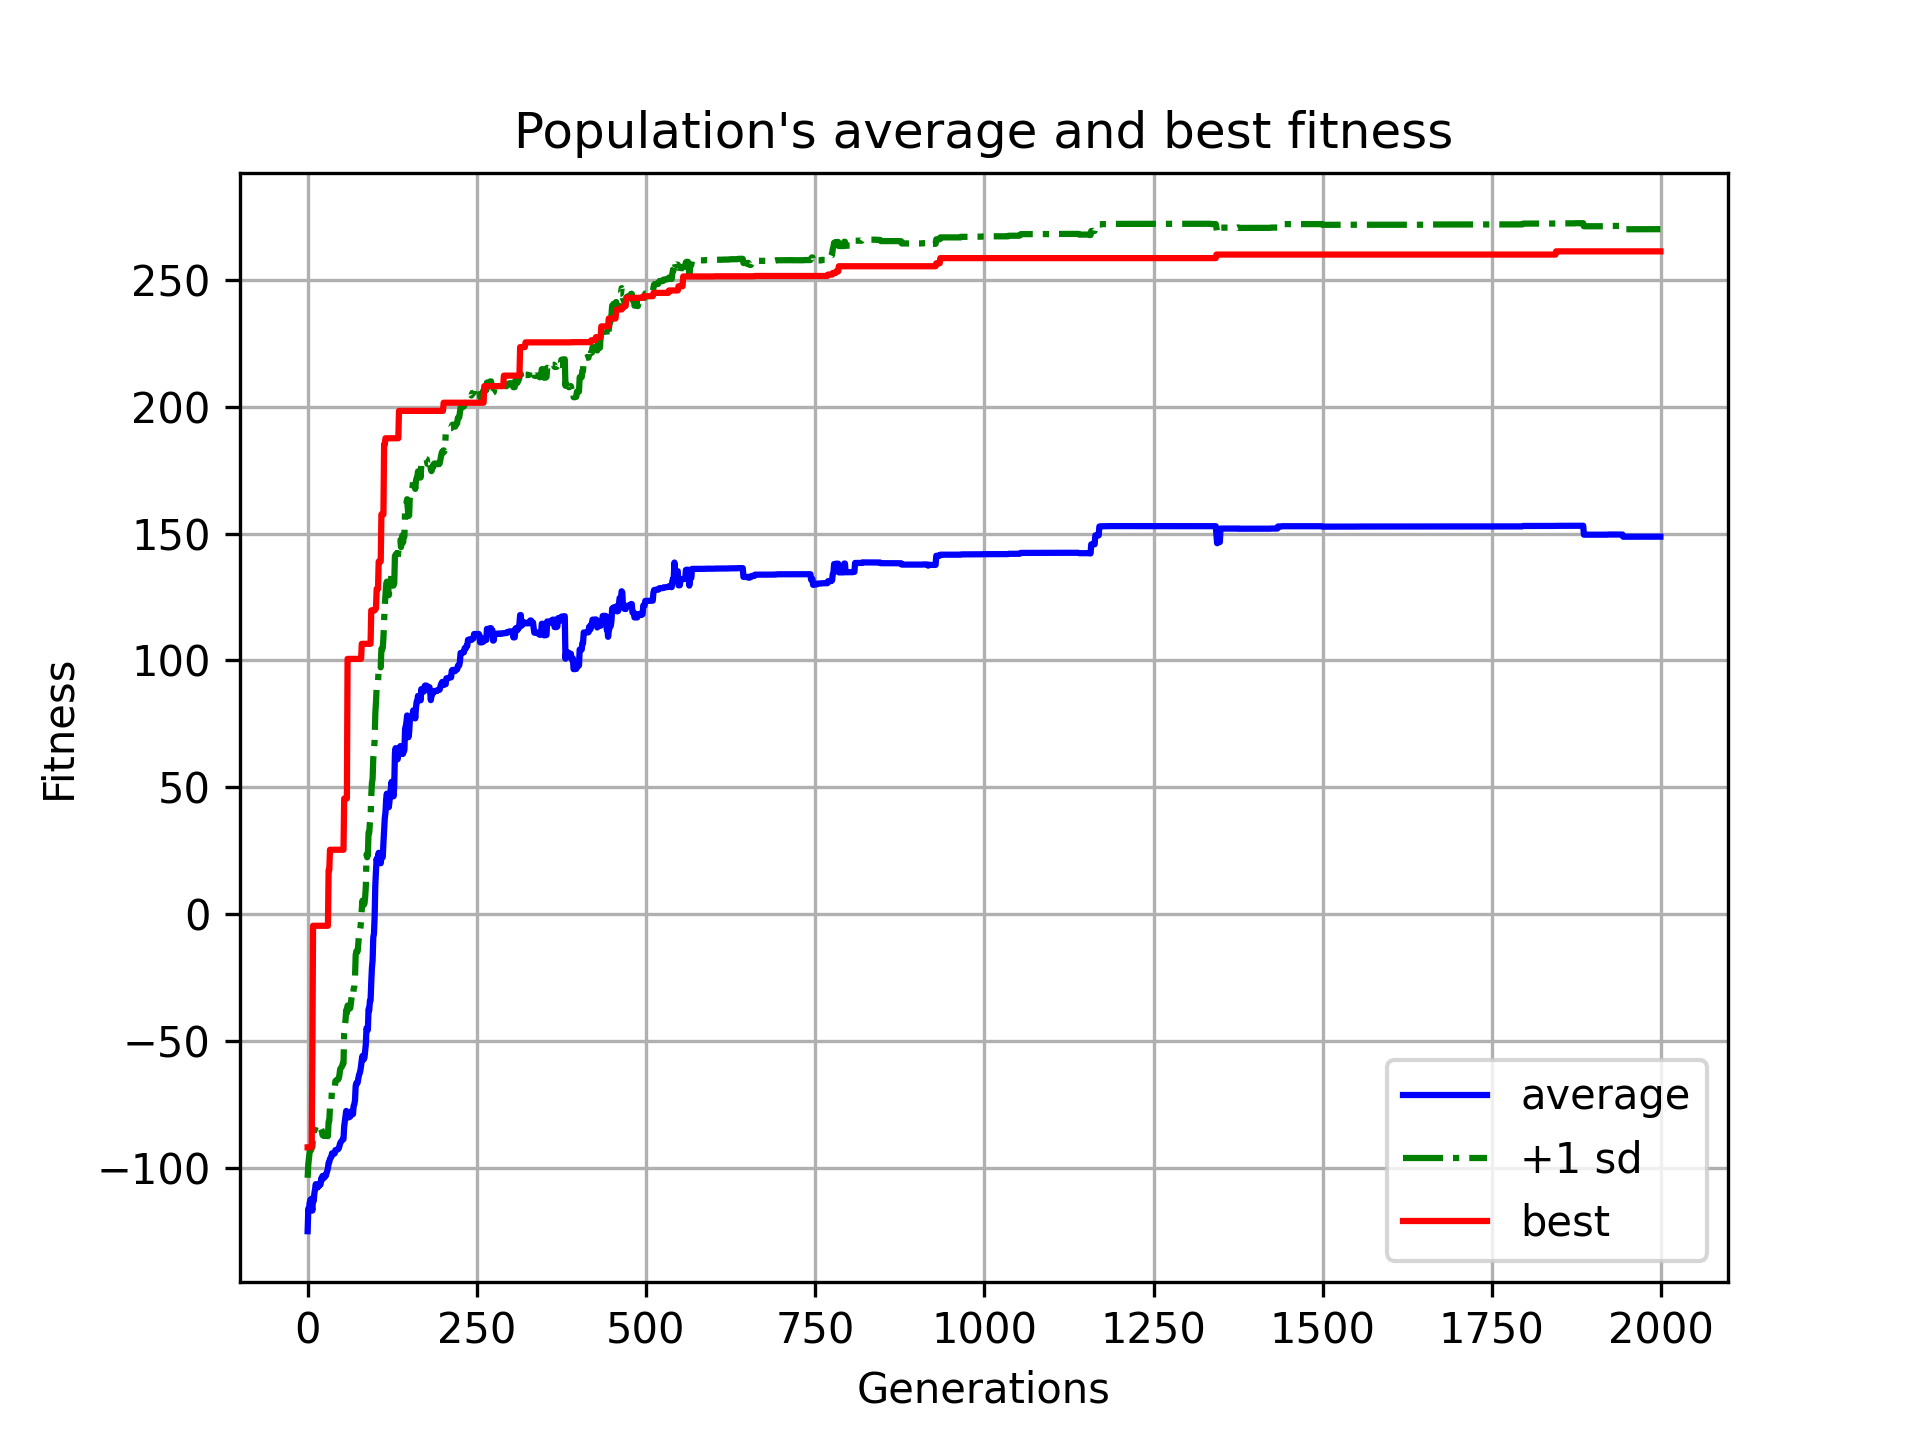 Population's average and best fitness
Fitness
250
200
150
100
50
0
−50
−100
0 250 500 750 1000 1250 1500 1750 2000
Generations
average
+1 sd
best